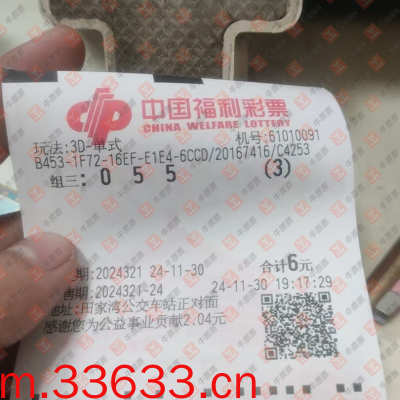 中国福利彩票
CHINA WELFARE LOTTERY
玩法:3D-单式 机号:61010091
B453-1F72-16EF-E1E4-6CCD/20167416/C4253
组三:0 5 5 (3)
期:2024321 24-11-30 合计6元
售期:2024321-24 24-11-30 19:17:29
地址:田家湾公交车站正对面
感谢您为公益事业贡献2.04元
m.33633.cn